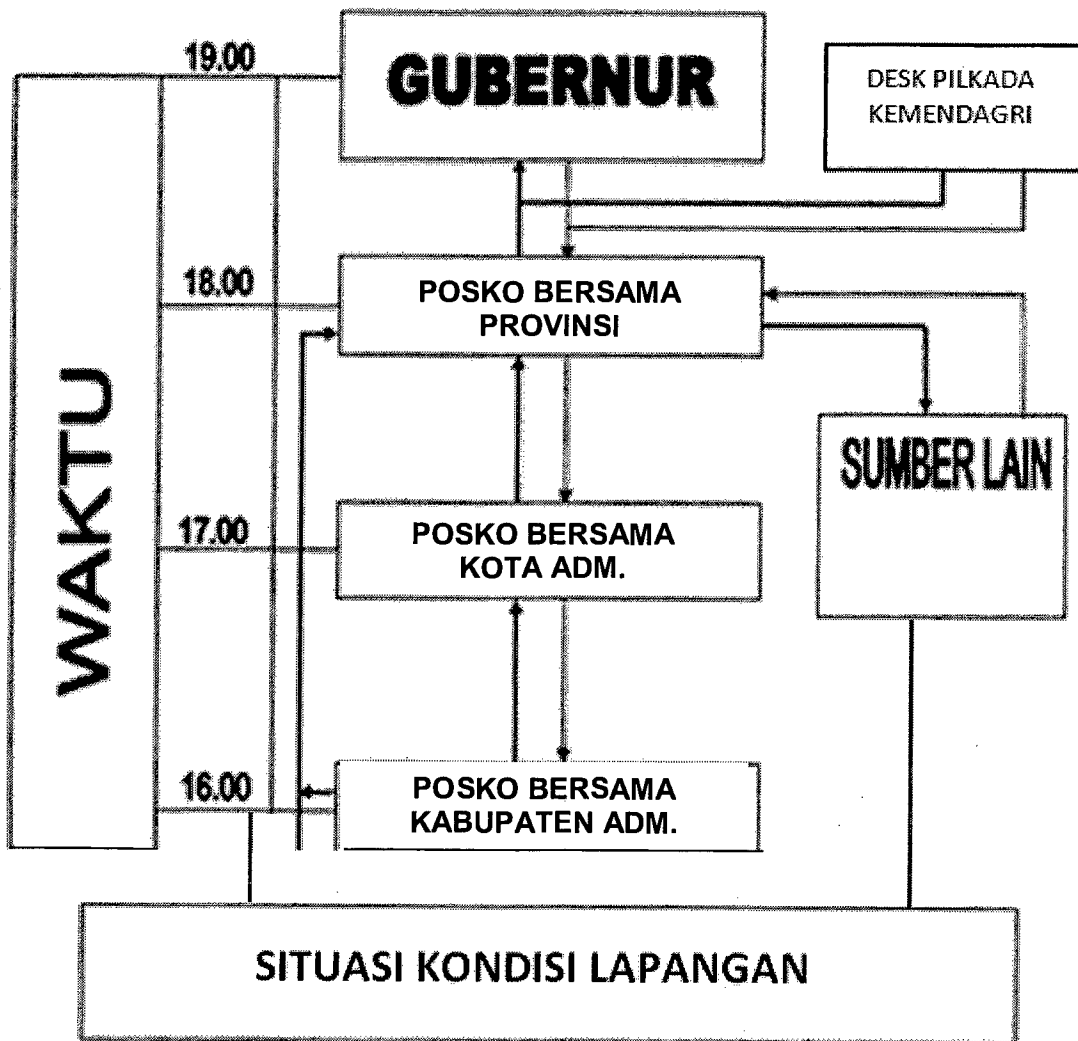 19.00
GUBERNUR
DESK PILKADA
KEMENDAGRI
18.00
POSKO BERSAMA
PROVINSI
WAKTU
SUMBER LAIN
17.00
POSKO BERSAMA
KOTA ADM.
16.00
POSKO BERSAMA
KABUPATEN ADM.
SITUASI KONDISI LAPANGAN